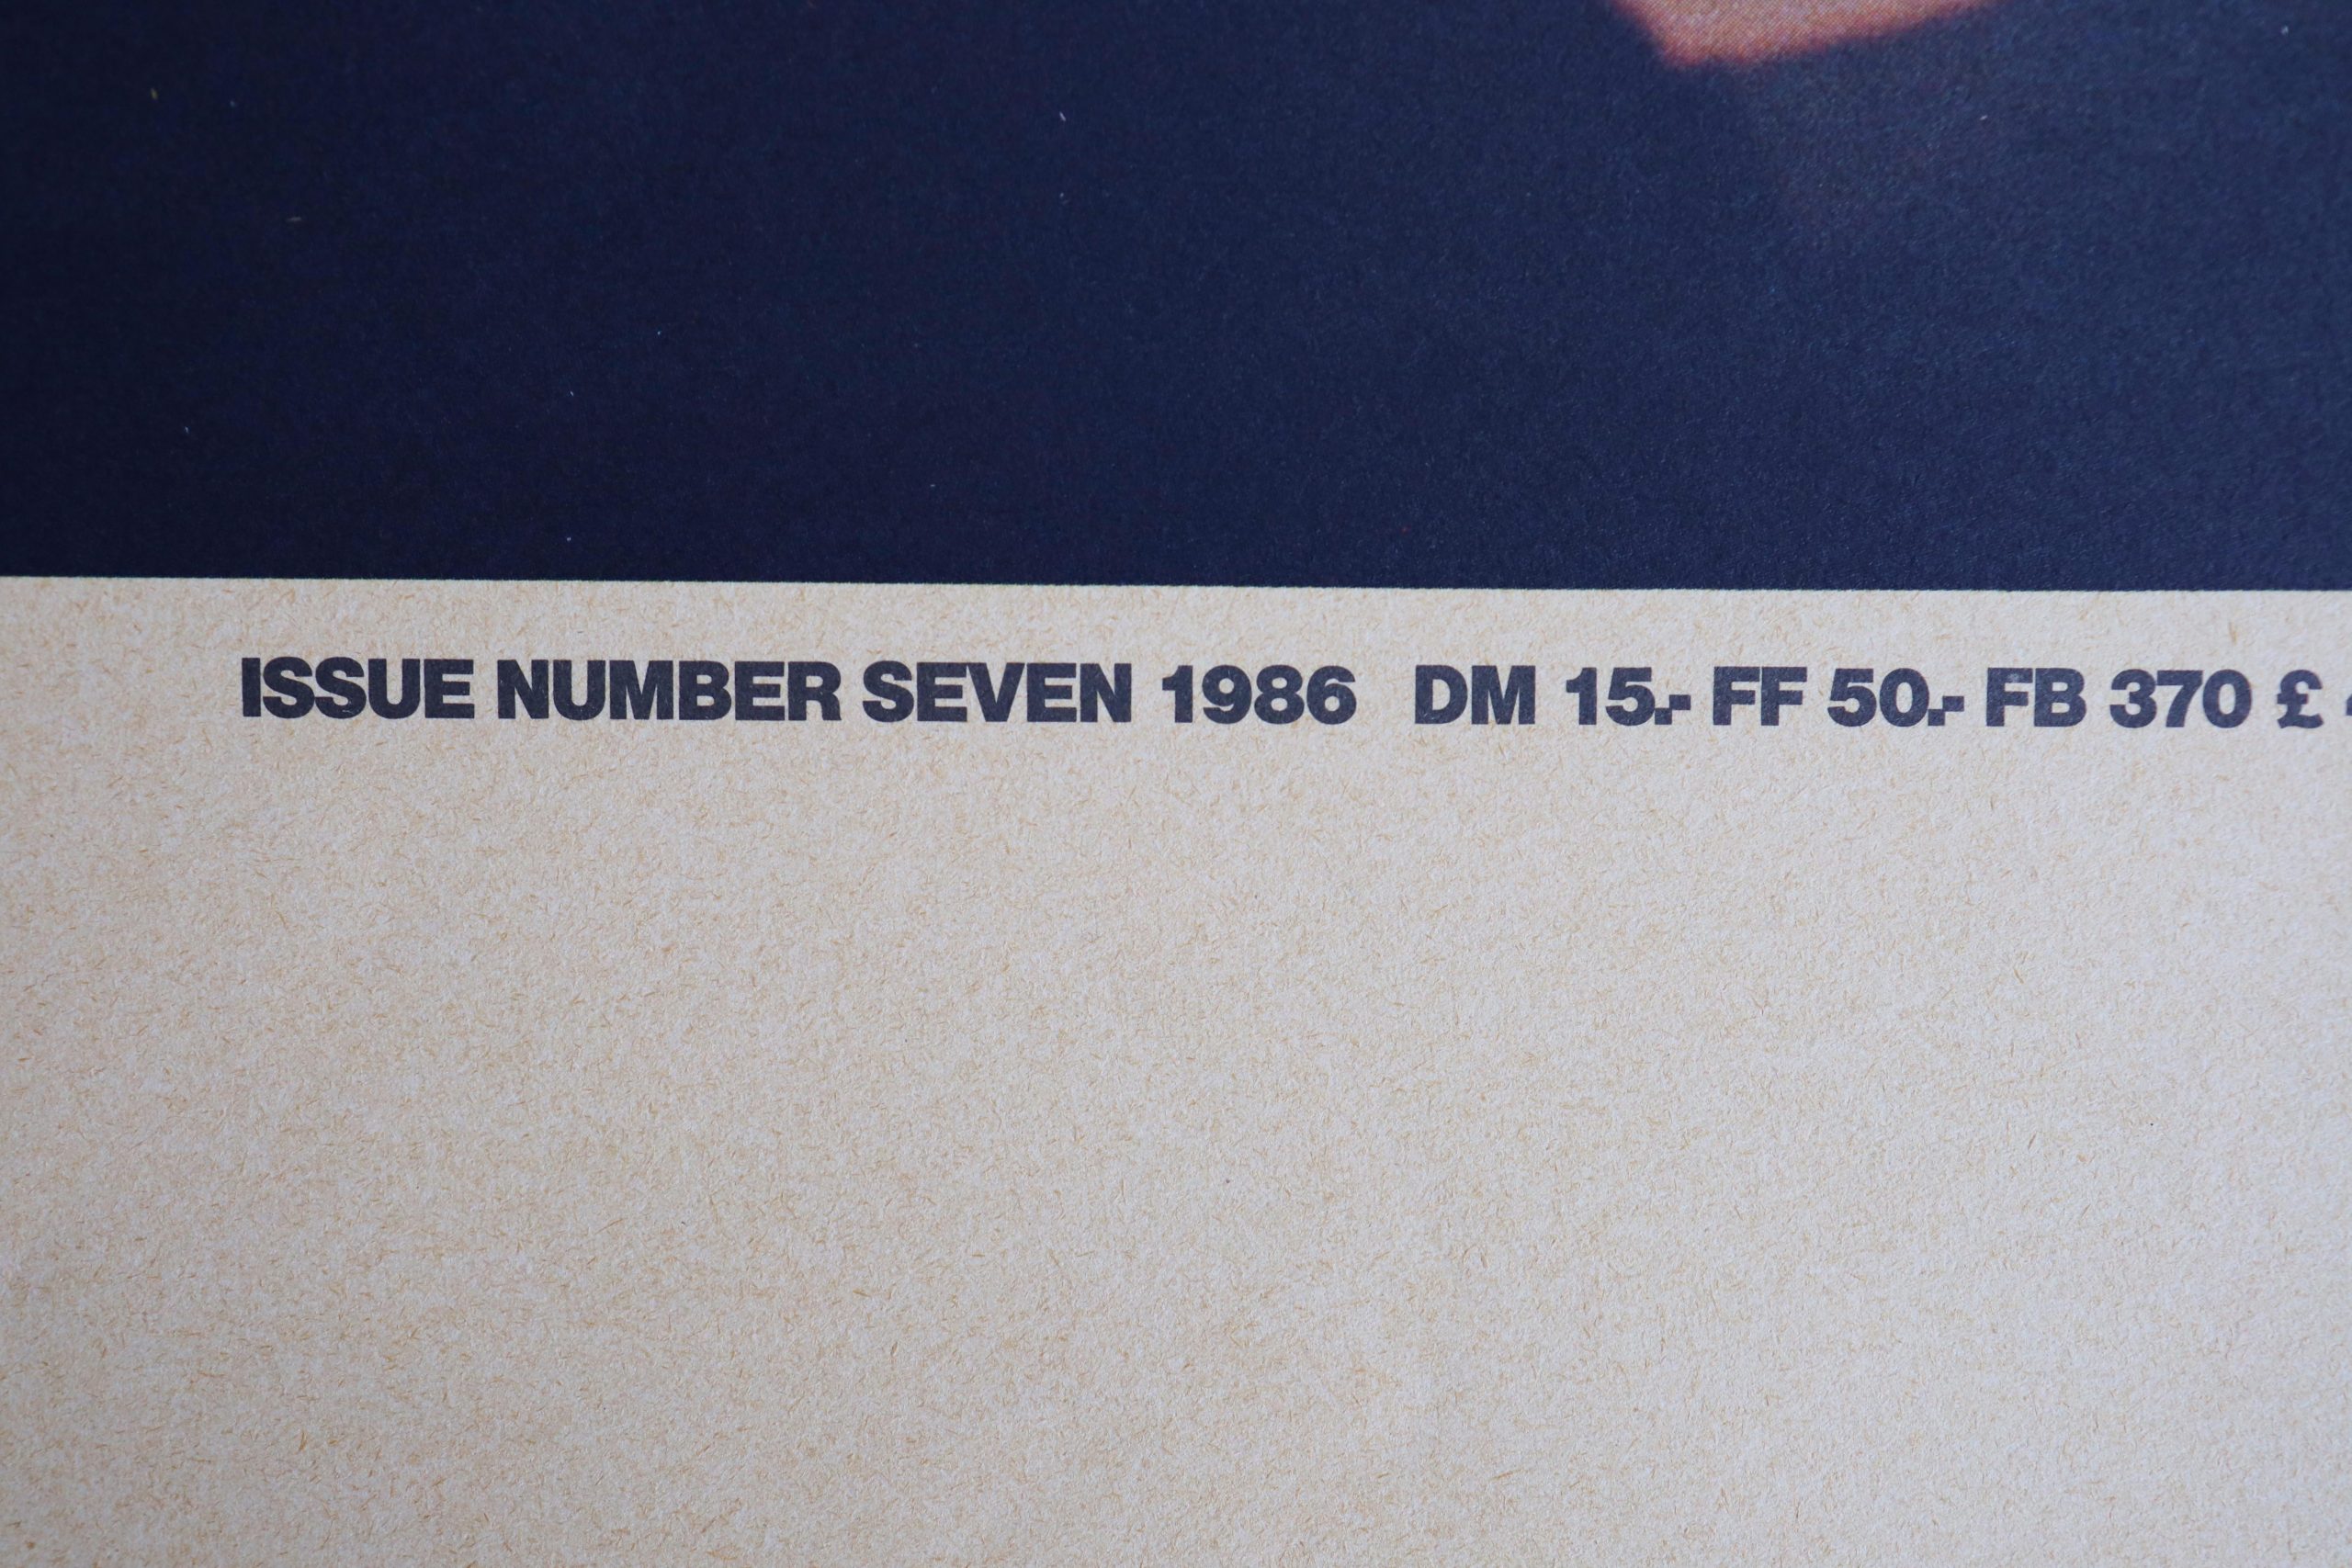 ISSUE NUMBER SEVEN 1986 DM 15.- FF 50.- FB 370 £